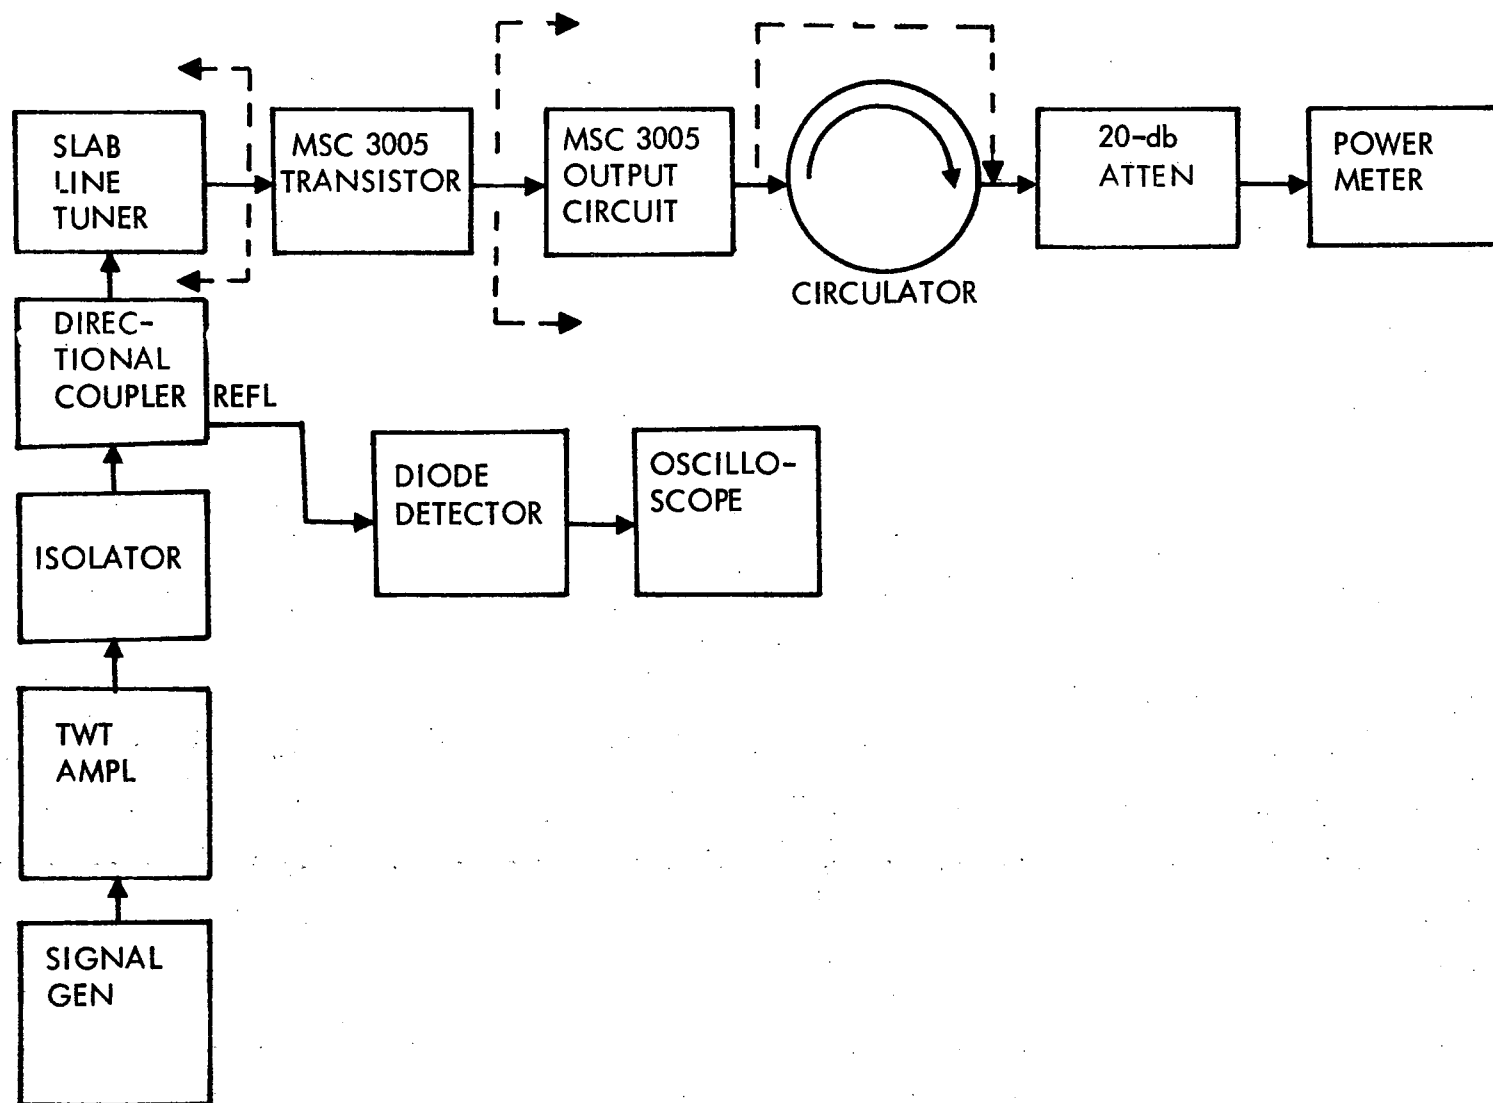 SLAB
LINE
TUNER
MSC 3005
TRANSISTOR
MSC 3005
OUTPUT
CIRCUIT
CIRCULATOR
20-db
ATTEN
POWER
METER
DIREC-
TIONAL
COUPLER
REFL
DIODE
DETECTOR
OSCILLO-
SCOPE
ISOLATOR
TWT
AMPL
SIGNAL
GEN